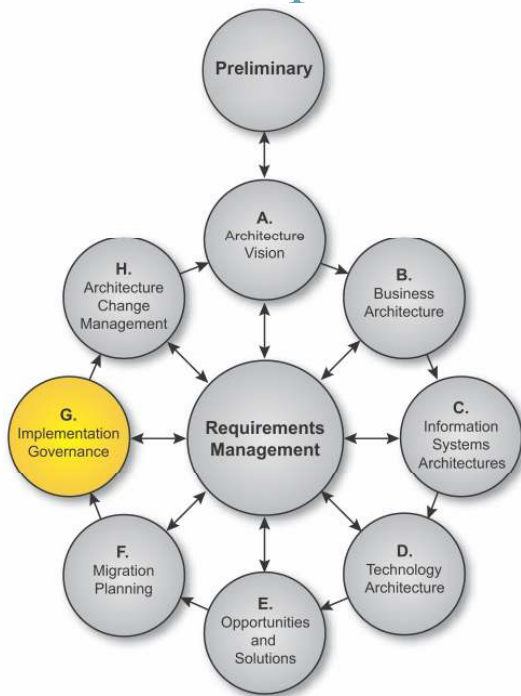 Preliminary
A.
Architecture
Vision
H.
Architecture
Change
Management
B.
Business
Architecture
G.
Implementation
Governance
Requirements
Management
C.
Information
Systems
Architectures
F.
Migration
Planning
D.
Technology
Architecture
E.
Opportunities
and
Solutions